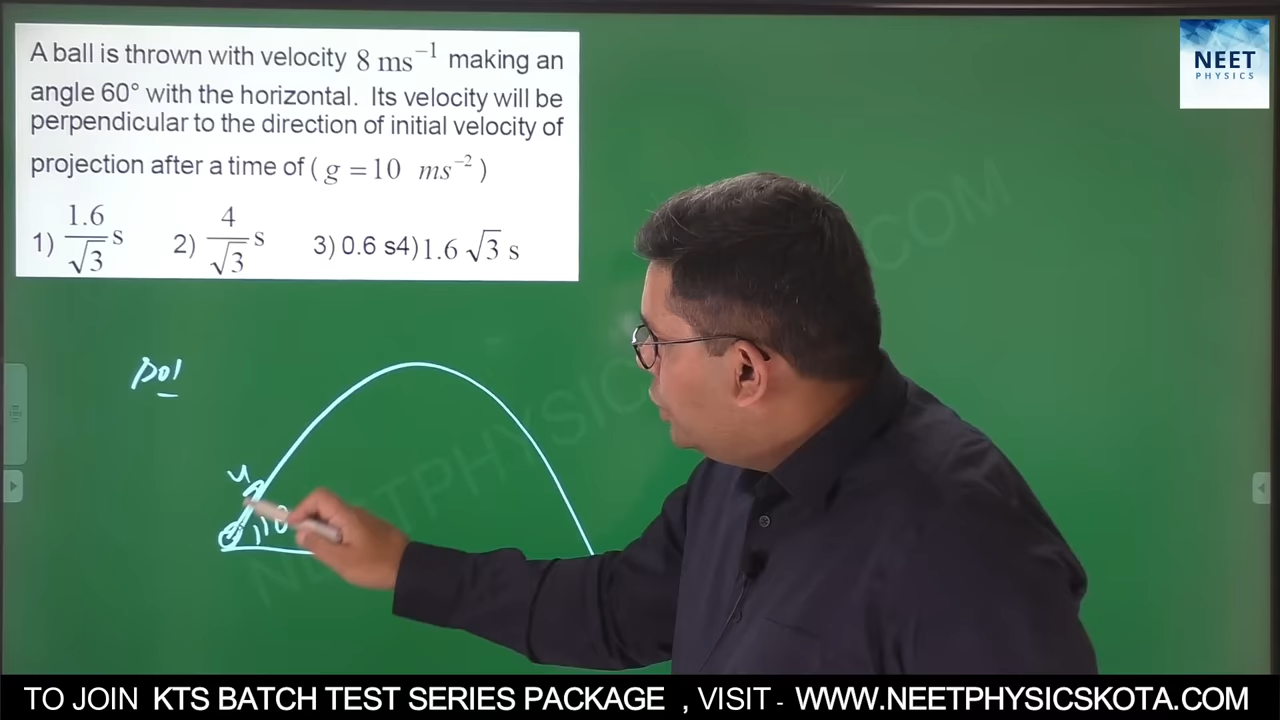 A ball is thrown with velocity 8 ms⁻¹ making an
angle 60° with the horizontal. Its velocity will be
perpendicular to the direction of initial velocity of
projection after a time of ( g = 10 ms⁻² )
1) 1.6/√3 s 2) 4/√3 s 3) 0.6 s4) 1.6 √3 s
NEET
PHYSICS
Sol
u
θ
NEETPHYSICSKOTA.COM
TO JOIN KTS BATCH TEST SERIES PACKAGE , VISIT - WWW.NEETPHYSICSKOTA.COM